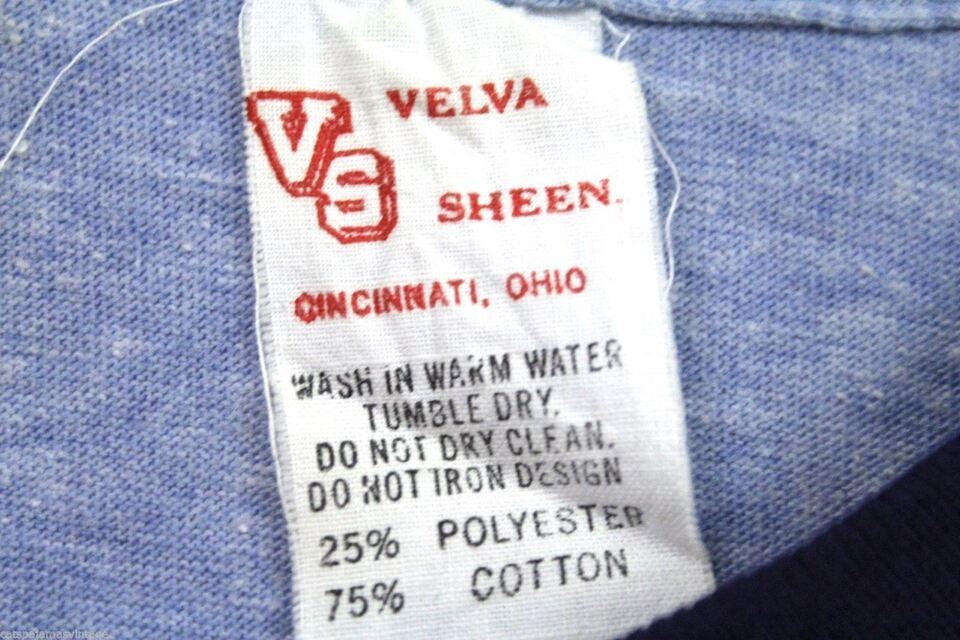 VELVA
VS
SHEEN.
CINCINNATI, OHIO
WASH IN WARM WATER
TUMBLE DRY.
DO NOT DRY CLEAN.
DO NOT IRON DESIGN
25% POLYESTER
75% COTTON
catspajamasvintage